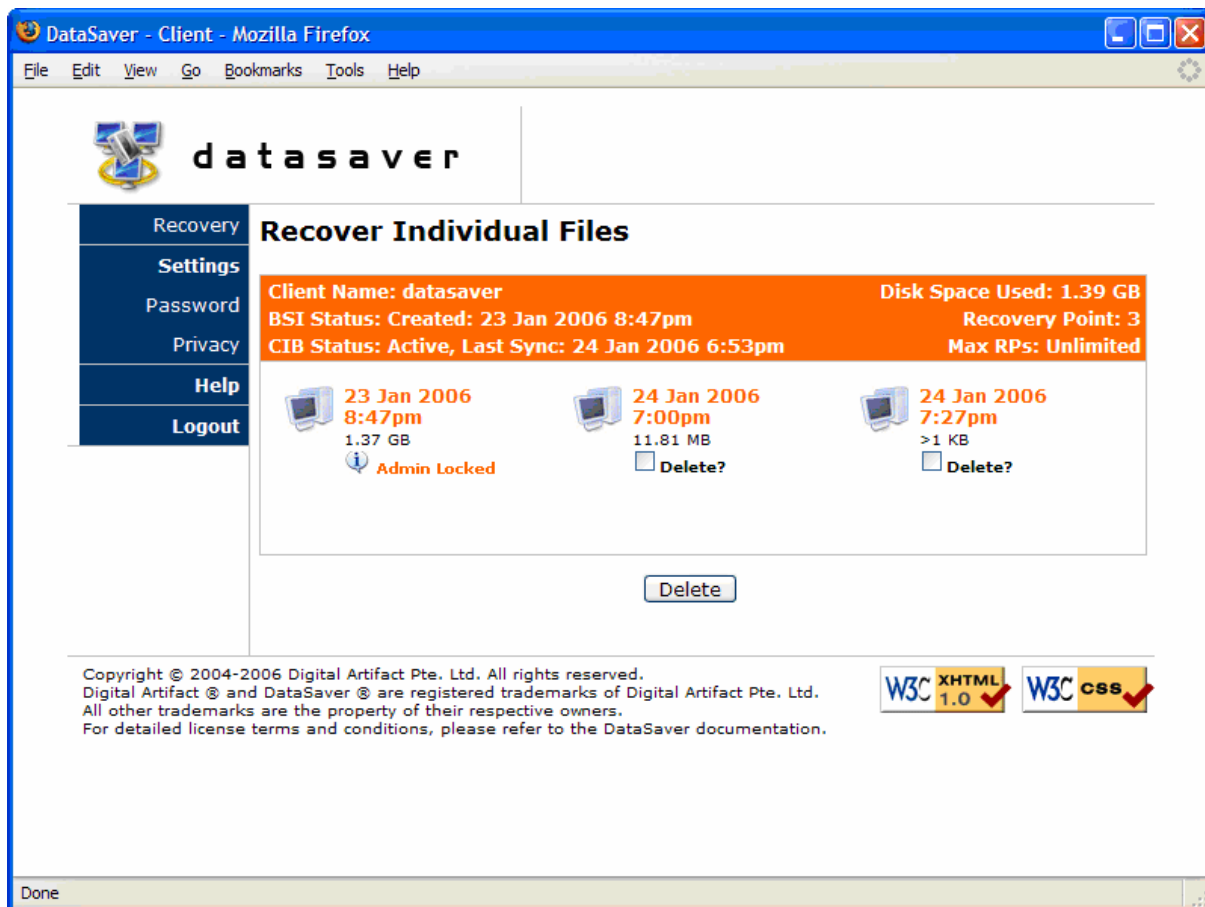 DataSaver - Client - Mozilla Firefox
File Edit View Go Bookmarks Tools Help
datasaver
Recovery
Settings
Password
Privacy
Help
Logout
Recover Individual Files
Client Name: datasaver Disk Space Used: 1.39 GB
BSI Status: Created: 23 Jan 2006 8:47pm Recovery Point: 3
CIB Status: Active, Last Sync: 24 Jan 2006 6:53pm Max RPs: Unlimited
23 Jan 2006
8:47pm
1.37 GB
Admin Locked
24 Jan 2006
7:00pm
11.81 MB
Delete?
24 Jan 2006
7:27pm
>1 KB
Delete?
Delete
Copyright © 2004-2006 Digital Artifact Pte. Ltd. All rights reserved.
Digital Artifact ® and DataSaver ® are registered trademarks of Digital Artifact Pte. Ltd.
All other trademarks are the property of their respective owners.
For detailed license terms and conditions, please refer to the DataSaver documentation.
W3C XHTML 1.0
W3C css
Done